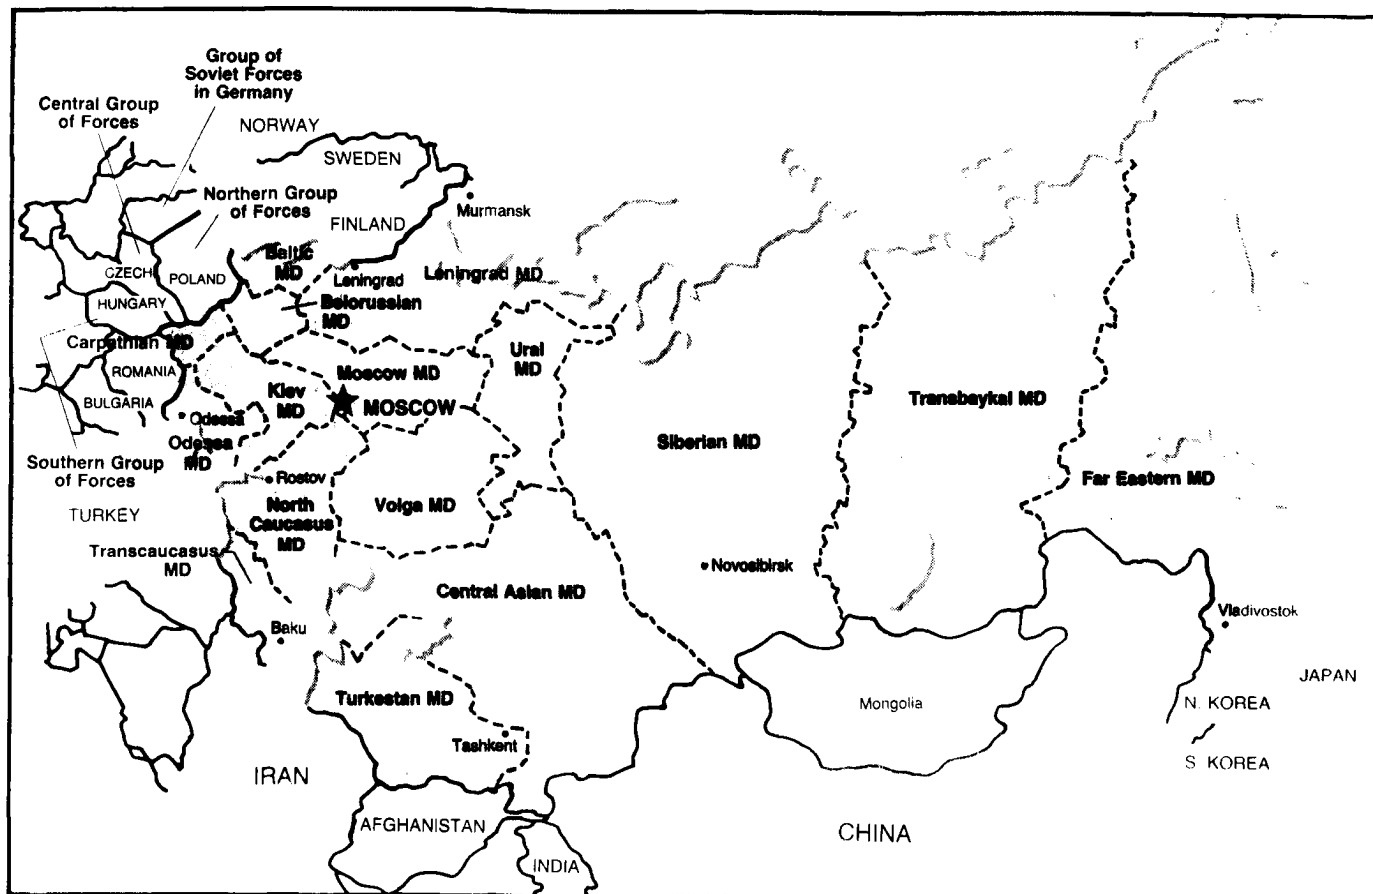 Group of
Soviet Forces
in Germany
Central Group
of Forces
NORWAY
SWEDEN
Northern Group
of Forces
FINLAND
Murmansk
Baltic
MD
CZECH
POLAND
Leningrad
Leningrad MD
HUNGARY
Belorussian
MD
Carpathian MD
Ural
MD
ROMANIA
Moscow MD
BULGARIA
Kiev
MD
MOSCOW
Transbaykal MD
Odessa
Odessa
MD
Siberian MD
Southern Group
of Forces
Rostov
Far Eastern MD
TURKEY
North
Caucasus
MD
Volga MD
Transcaucasus
MD
Novosibirsk
Central Asian MD
Baku
Vladivostok
JAPAN
Turkestan MD
Mongolia
N. KOREA
Tashkent
S. KOREA
IRAN
AFGHANISTAN
CHINA
INDIA